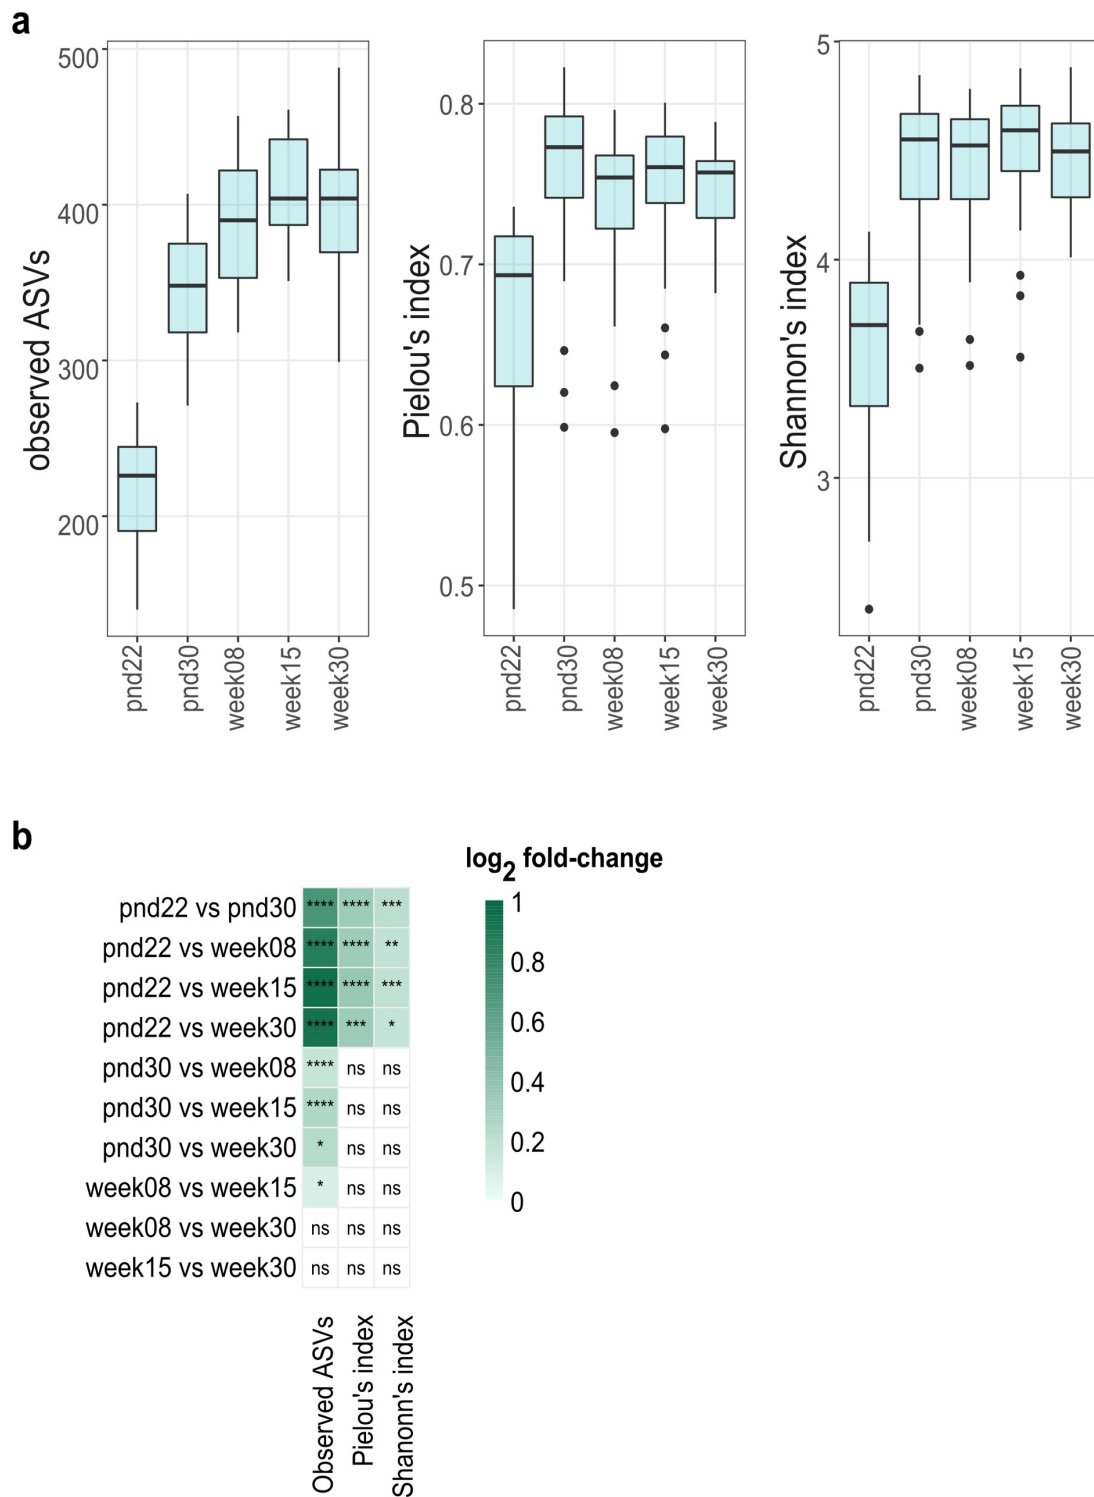 a
observed ASVs
500
400
300
200
pnd22
pnd30
week08
week15
week30
Pielou's index
0.8
0.7
0.6
0.5
pnd22
pnd30
week08
week15
week30
Shannon's index
5
4
3
pnd22
pnd30
week08
week15
week30
b
log2 fold-change
1
0.8
0.6
0.4
0.2
0
pnd22 vs pnd30 **** **** ***
pnd22 vs week08 **** **** **
pnd22 vs week15 **** **** ***
pnd22 vs week30 **** *** *
pnd30 vs week08 **** ns ns
pnd30 vs week15 **** ns ns
pnd30 vs week30 * ns ns
week08 vs week15 * ns ns
week08 vs week30 ns ns ns
week15 vs week30 ns ns ns
Observed ASVs
Pielou's index
Shanonn's index